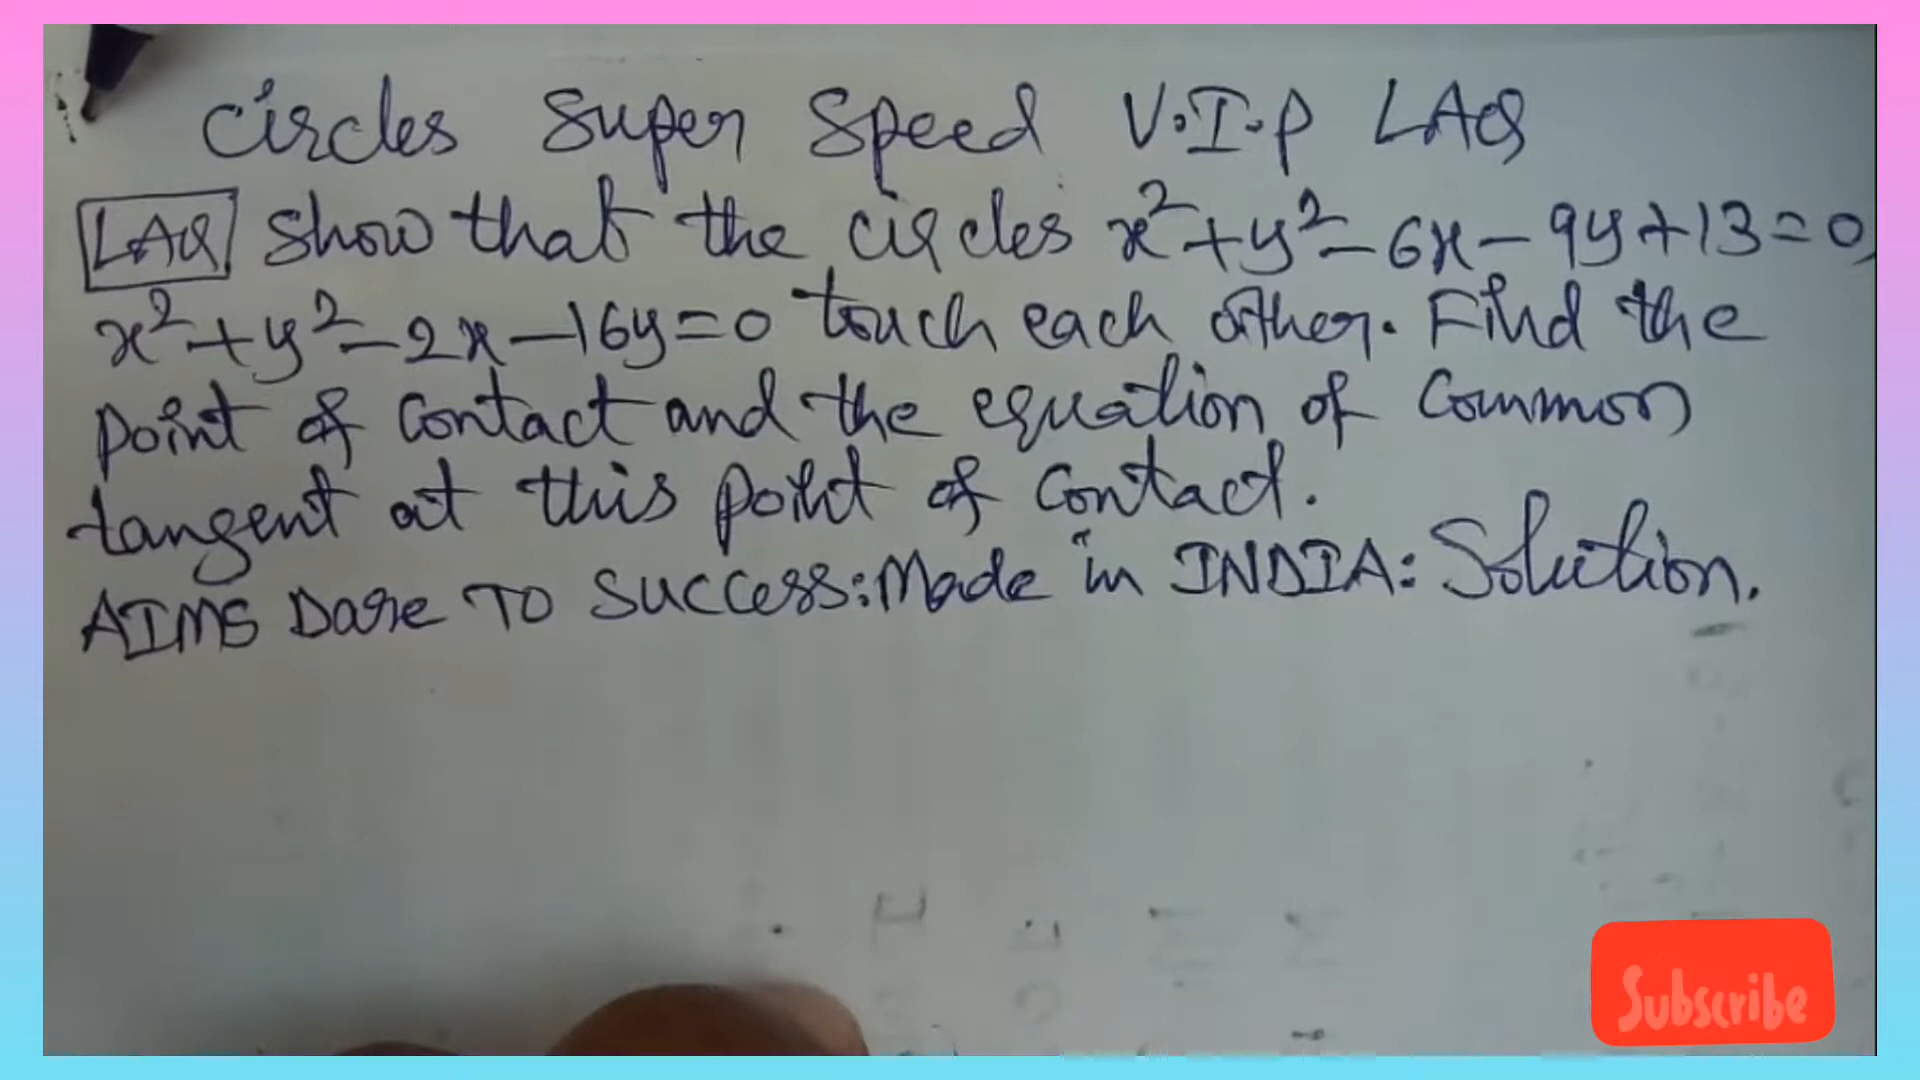 Circles Super Speed V.I.P LAQ
LAQ Show that the circles x²+y²-6x-9y+13=0,
x²+y²-2x-16y=0 touch each other. Find the
point of contact and the equation of common
tangent at this point of contact.
AIMS Dare TO SUCCESS: Made in INDIA: Solution.
Subscribe